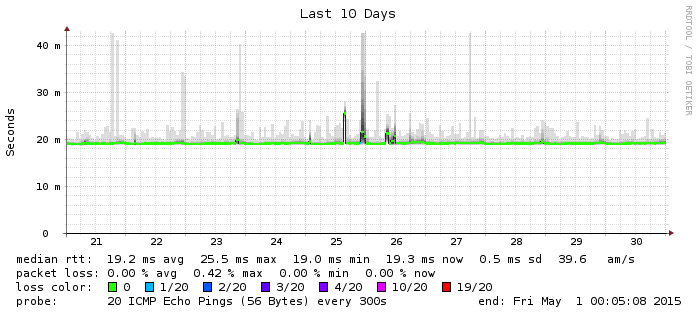 Last 10 Days
RRDTOOL / TOBI OETIKER
Seconds
40 m
30 m
20 m
10 m
0
21 22 23 24 25 26 27 28 29 30
median rtt: 19.2 ms avg 25.5 ms max 19.0 ms min 19.3 ms now 0.5 ms sd 39.6 am/s
packet loss: 0.00 % avg 0.42 % max 0.00 % min 0.00 % now
loss color: 0 1/20 2/20 3/20 4/20 10/20 19/20
probe: 20 ICMP Echo Pings (56 Bytes) every 300s end: Fri May 1 00:05:08 2015